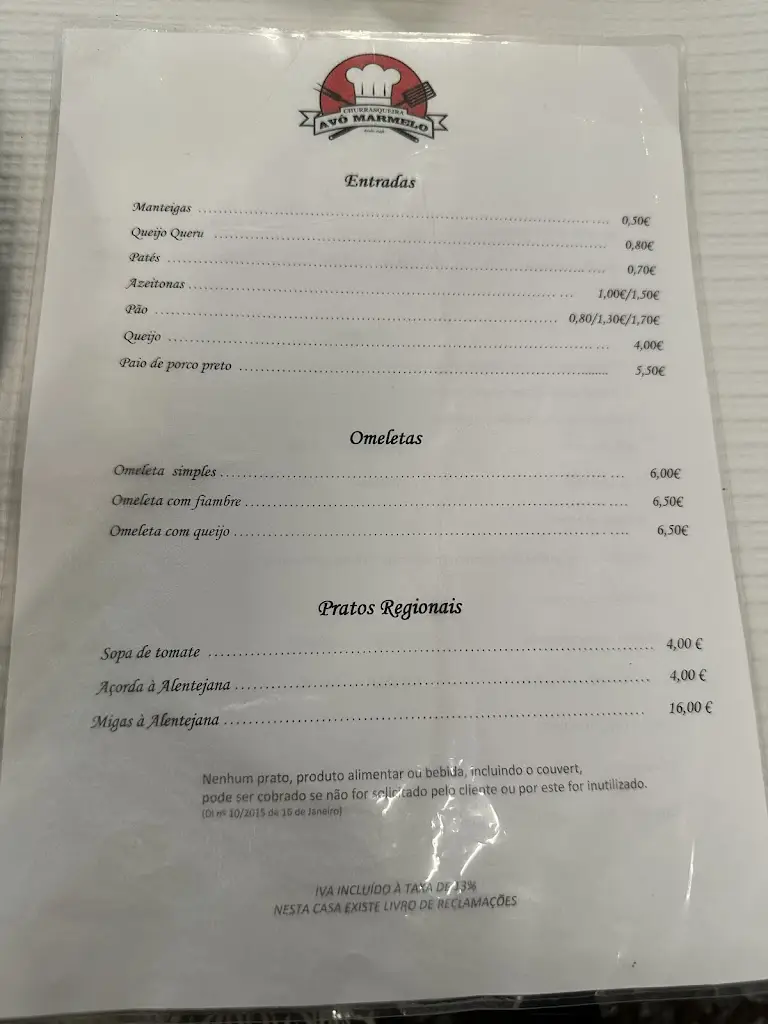 CHURRASQUEIRA
AVÔ MARMELO
Entradas
Manteigas ........ 0,50€
Queijo Queru ........ 0,80€
Patés ........ 0,70€
Azeitonas ........ 1,00€/1,50€
Pão ........ 0,80/1,30€/1,70€
Queijo ........ 4,00€
Paio de porco preto ........ 5,50€
Omeletas
Omeleta simples ........ 6,00€
Omeleta com fiambre ........ 6,50€
Omeleta com queijo ........ 6,50€
Pratos Regionais
Sopa de tomate ........ 4,00 €
Açorda à Alentejana ........ 4,00 €
Migas à Alentejana ........ 16,00 €
Nenhum prato, produto alimentar ou bebida, incluindo o couvert,
pode ser cobrado se não for solicitado pelo cliente ou por este for inutilizado.
(Dl nº 10/2015 de 16 de Janeiro)
IVA INCLUÍDO À TAXA DE 13%
NESTA CASA EXISTE LIVRO DE RECLAMAÇÕES